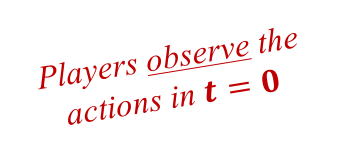 Players observe the
actions in t = 0